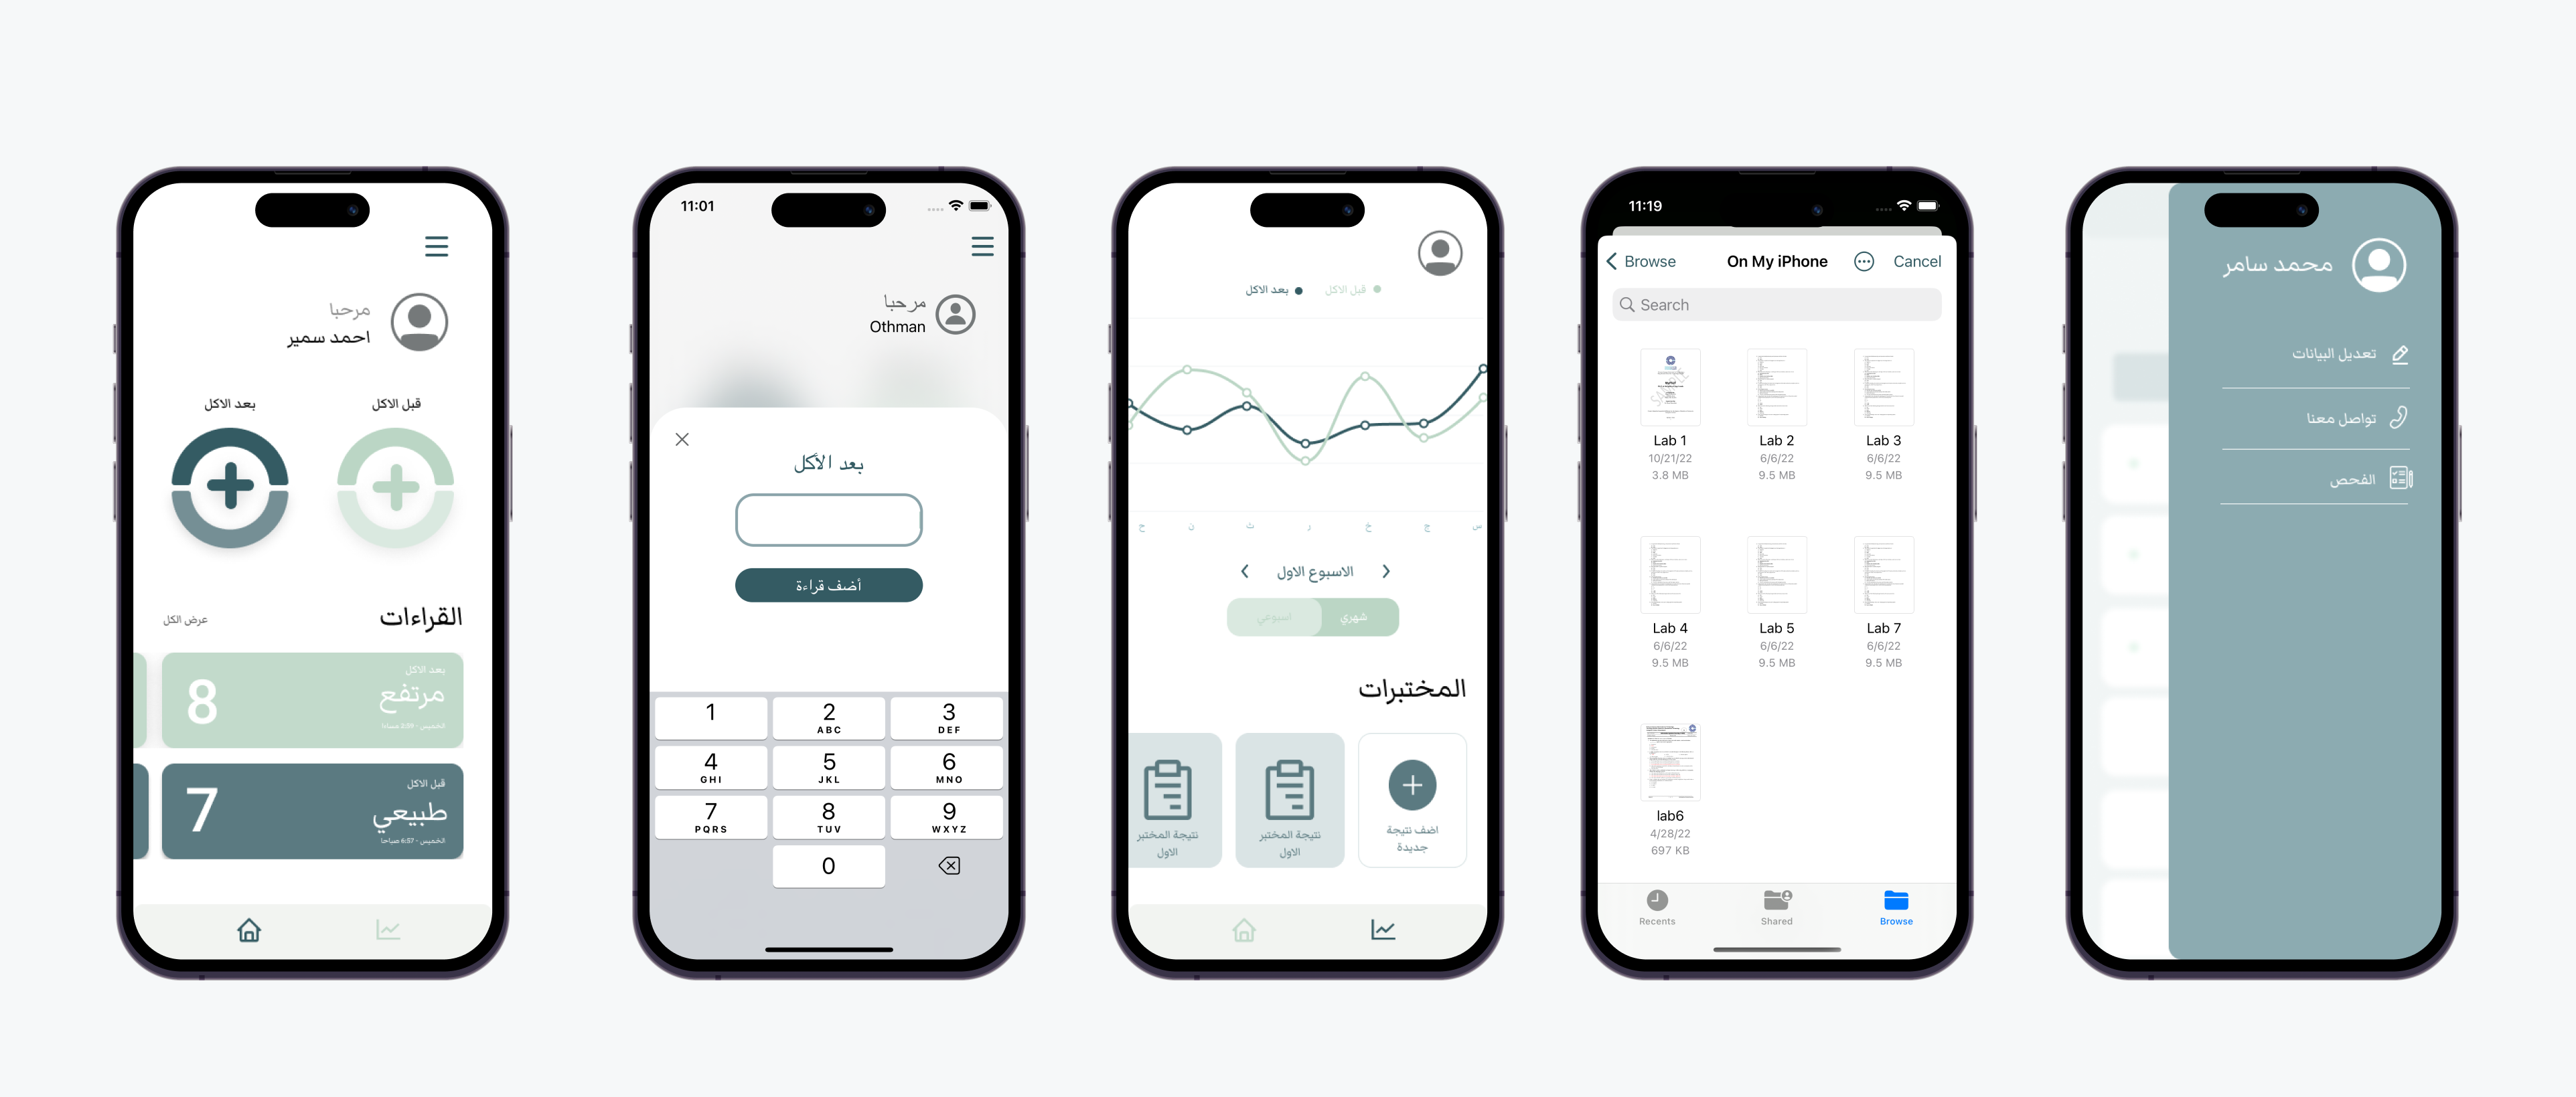 مرحبا
احمد سمير
قبل الاكل
بعد الاكل
القراءات
عرض الكل
بعد الاكل
مرتفع
8
الخميس - 2:59 مساءا
قبل الاكل
طبيعي
7
الخميس - 6:57 صباحا
11:01
مرحبا
Othman
بعد الأكل
أضف قراءة
1
2
ABC
3
DEF
4
GHI
5
JKL
6
MNO
7
PQRS
8
TUV
9
WXYZ
0
قبل الاكل
بعد الاكل
س
ج
خ
ر
ث
ن
ح
الاسبوع الاول
شهري
اسبوعي
المختبرات
اضف نتيجة
جديدة
نتيجة المختبر
الاول
نتيجة المختبر
الاول
11:19
Browse
On My iPhone
Cancel
Search
Lab 1
10/21/22
3.8 MB
Lab 2
6/6/22
9.5 MB
Lab 3
6/6/22
9.5 MB
Lab 4
6/6/22
9.5 MB
Lab 5
6/6/22
9.5 MB
Lab 7
6/6/22
9.5 MB
lab6
4/28/22
697 KB
Recents
Shared
Browse
محمد سامر
تعديل البيانات
تواصل معنا
الفحص